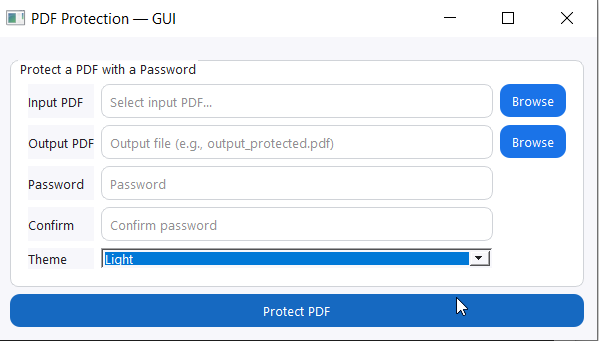 PDF Protection — GUI
Protect a PDF with a Password
Input PDF Select input PDF... Browse
Output PDF Output file (e.g., output_protected.pdf) Browse
Password Password
Confirm Confirm password
Theme Light
Protect PDF